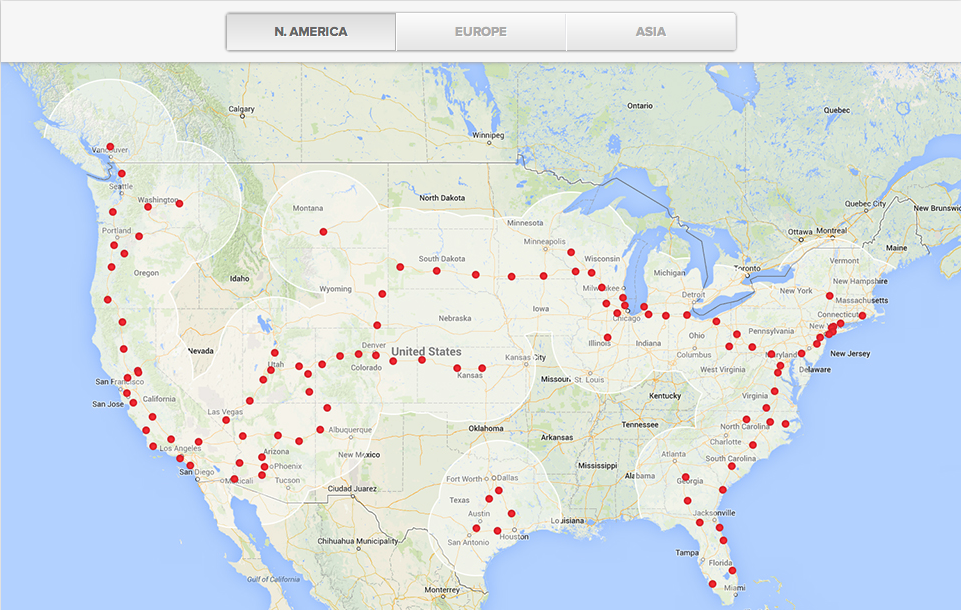 N. AMERICA EUROPE ASIA
Calgary
Ontario
Quebec
Winnipeg
Vancouver
Seattle
Washington
North Dakota
Montana
Quebec City
New Brunswick
Minnesota
Portland
Ottawa Montreal
Minneapolis
Maine
South Dakota
Wisconsin
Vermont
Oregon
Idaho
Michigan
Toronto
New Hampshire
Wyoming
Milwaukee
Detroit
New York
Massachusetts
Iowa
Connecticut
Nebraska
Chicago
Pennsylvania
New
Ohio
Nevada
Denver
United States
Illinois
Indiana
Columbus
Maryland
New Jersey
Utah
Colorado
Kansas City
Kansas
West Virginia
Delaware
San Francisco
Missouri
St. Louis
Virginia
California
San Jose
Kentucky
Las Vegas
Albuquerque
Oklahoma
Tennessee
North Carolina
Los Angeles
Arizona
New Mexico
Arkansas
Charlotte
Atlanta
South Carolina
Phoenix
San Diego
Mexicali
Tucson
Fort Worth
Dallas
Mississippi
Alabama
Georgia
Ciudad Juarez
Texas
Austin
Louisiana
Jacksonville
Houston
San Antonio
Chihuahua Municipality
Tampa
Florida
Gulf of California
Monterrey
Miami